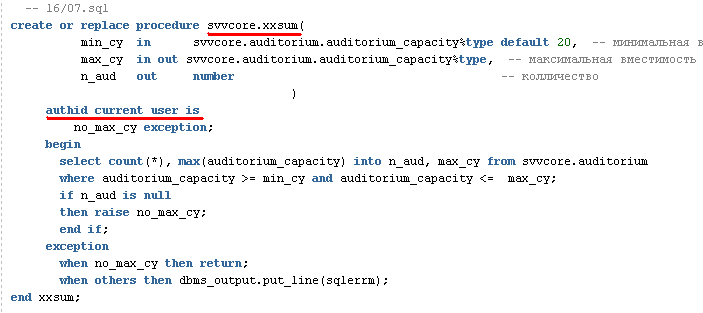 -- 16/07.sql
create or replace procedure svvcore.xxsum(
min_cy in svvcore.auditorium.auditorium_capacity%type default 20, -- минимальная в
max_cy in out svvcore.auditorium.auditorium_capacity%type, -- максимальная вместимость
n_aud out number -- колличество
)
authid current user is
no_max_cy exception;
begin
select count(*), max(auditorium_capacity) into n_aud, max_cy from svvcore.auditorium
where auditorium_capacity >= min_cy and auditorium_capacity <= max_cy;
if n_aud is null
then raise no_max_cy;
end if;
exception
when no_max_cy then return;
when others then dbms_output.put_line(sqlerrm);
end xxsum;